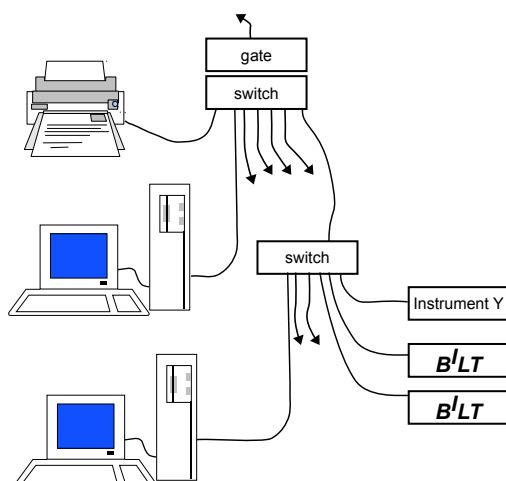 gate
switch
switch
Instrument Y
BILT
BILT